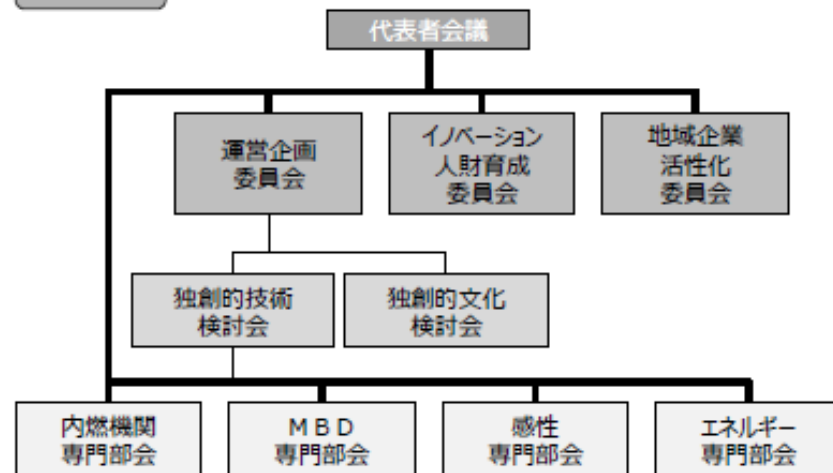 代表者会議
運営企画
委員会
イノベーション
人財育成
委員会
地域企業
活性化
委員会
独創的技術
検討会
独創的文化
検討会
内燃機関
専門部会
ＭＢＤ
専門部会
感性
専門部会
エネルギー
専門部会